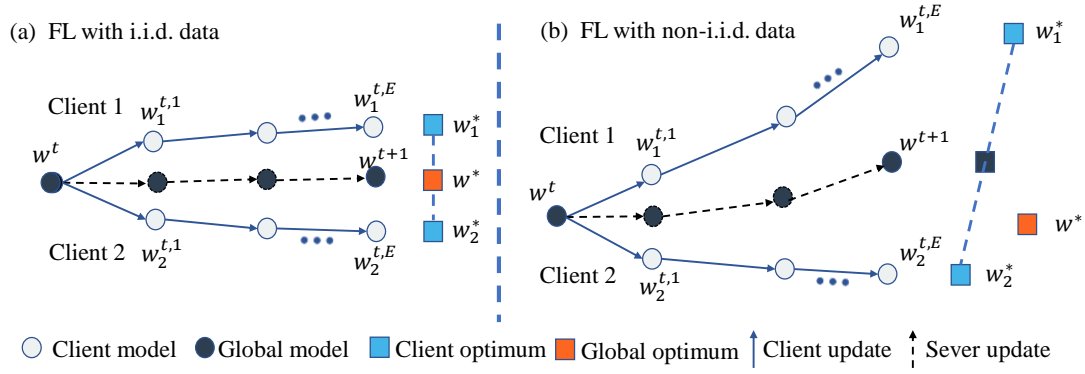 (a) FL with i.i.d. data
Client 1
w_1^{t,1}
w_1^{t,E}
w_1^*
w^t
w^{t+1}
w^*
Client 2
w_2^{t,1}
w_2^{t,E}
w_2^*
(b) FL with non-i.i.d. data
w_1^{t,E}
w_1^*
Client 1
w_1^{t,1}
w^{t+1}
w^t
w^*
Client 2
w_2^{t,1}
w_2^{t,E}
w_2^*
Client model Global model Client optimum Global optimum Client update Sever update